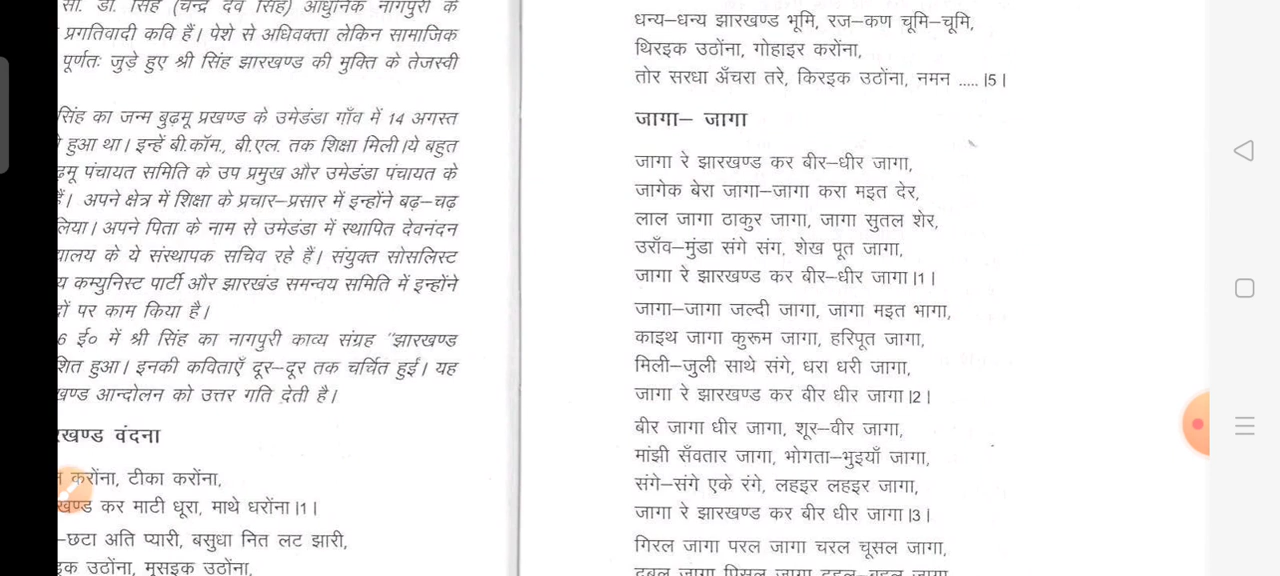 सी. डी. सिंह (चन्द्र देव सिंह) आधुनिक नागपुरी के
प्रगतिवादी कवि हैं। पेशे से अधिवक्ता लेकिन सामाजिक
पूर्णतः जुड़े हुए श्री सिंह झारखण्ड की मुक्ति के तेजस्वी
सिंह का जन्म बुढ़मू प्रखण्ड के उमेडंडा गाँव में 14 अगस्त
हुआ था। इन्हें बी.कॉम., बी.एल. तक शिक्षा मिली।ये बहुत
पंचायत समिति के उप प्रमुख और उमेडंडा पंचायत के
हैं। अपने क्षेत्र में शिक्षा के प्रचार–प्रसार में इन्होंने बढ़–चढ़
लिया। अपने पिता के नाम से उमेडंडा में स्थापित देवनंदन
के ये संस्थापक सचिव रहे हैं। संयुक्त सोसलिस्ट
कम्युनिस्ट पार्टी और झारखंड समन्वय समिति में इन्होंने
पर काम किया है।
6 ई० में श्री सिंह का नागपुरी काव्य संग्रह "झारखण्ड
हुआ। इनकी कविताएँ दूर–दूर तक चर्चित हुईं। यह
आन्दोलन को उत्तर गति देती है।
वंदना
करोंना, टीका करोंना,
कर माटी धूरा, माथे धरोंना।1।
–छटा अति प्यारी, बसुधा नित लट झारी,
उठोंना, मुसइक उठोंना,
धन्य–धन्य झारखण्ड भूमि, रज–कण चूमि–चूमि,
थिरइक उठोंना, गोहाइर करोंना,
तोर सरधा अँचरा तरे, किरइक उठोंना, नमन ..... ।5।
जागा– जागा
जागा रे झारखण्ड कर बीर–धीर जागा,
जागेक बेरा जागा–जागा करा मइत देर,
लाल जागा ठाकुर जागा, जागा सुतल शेर,
उराँव–मुंडा संगे संग, शेख पूत जागा,
जागा रे झारखण्ड कर बीर–धीर जागा।1।
जागा–जागा जल्दी जागा, जागा मइत भागा,
काइथ जागा कुरूम जागा, हरिपूत जागा,
मिली–जुली साथे संगे, धरा धरी जागा,
जागा रे झारखण्ड कर बीर धीर जागा।2।
बीर जागा धीर जागा, शूर–वीर जागा,
मांझी सँवतार जागा, भोगता–भुइयाँ जागा,
संगे–संगे एके रंगे, लहइर लहइर जागा,
जागा रे झारखण्ड कर बीर धीर जागा।3।
गिरल जागा परल जागा चरल चूसल जागा,
दबल जागा पिसल जागा